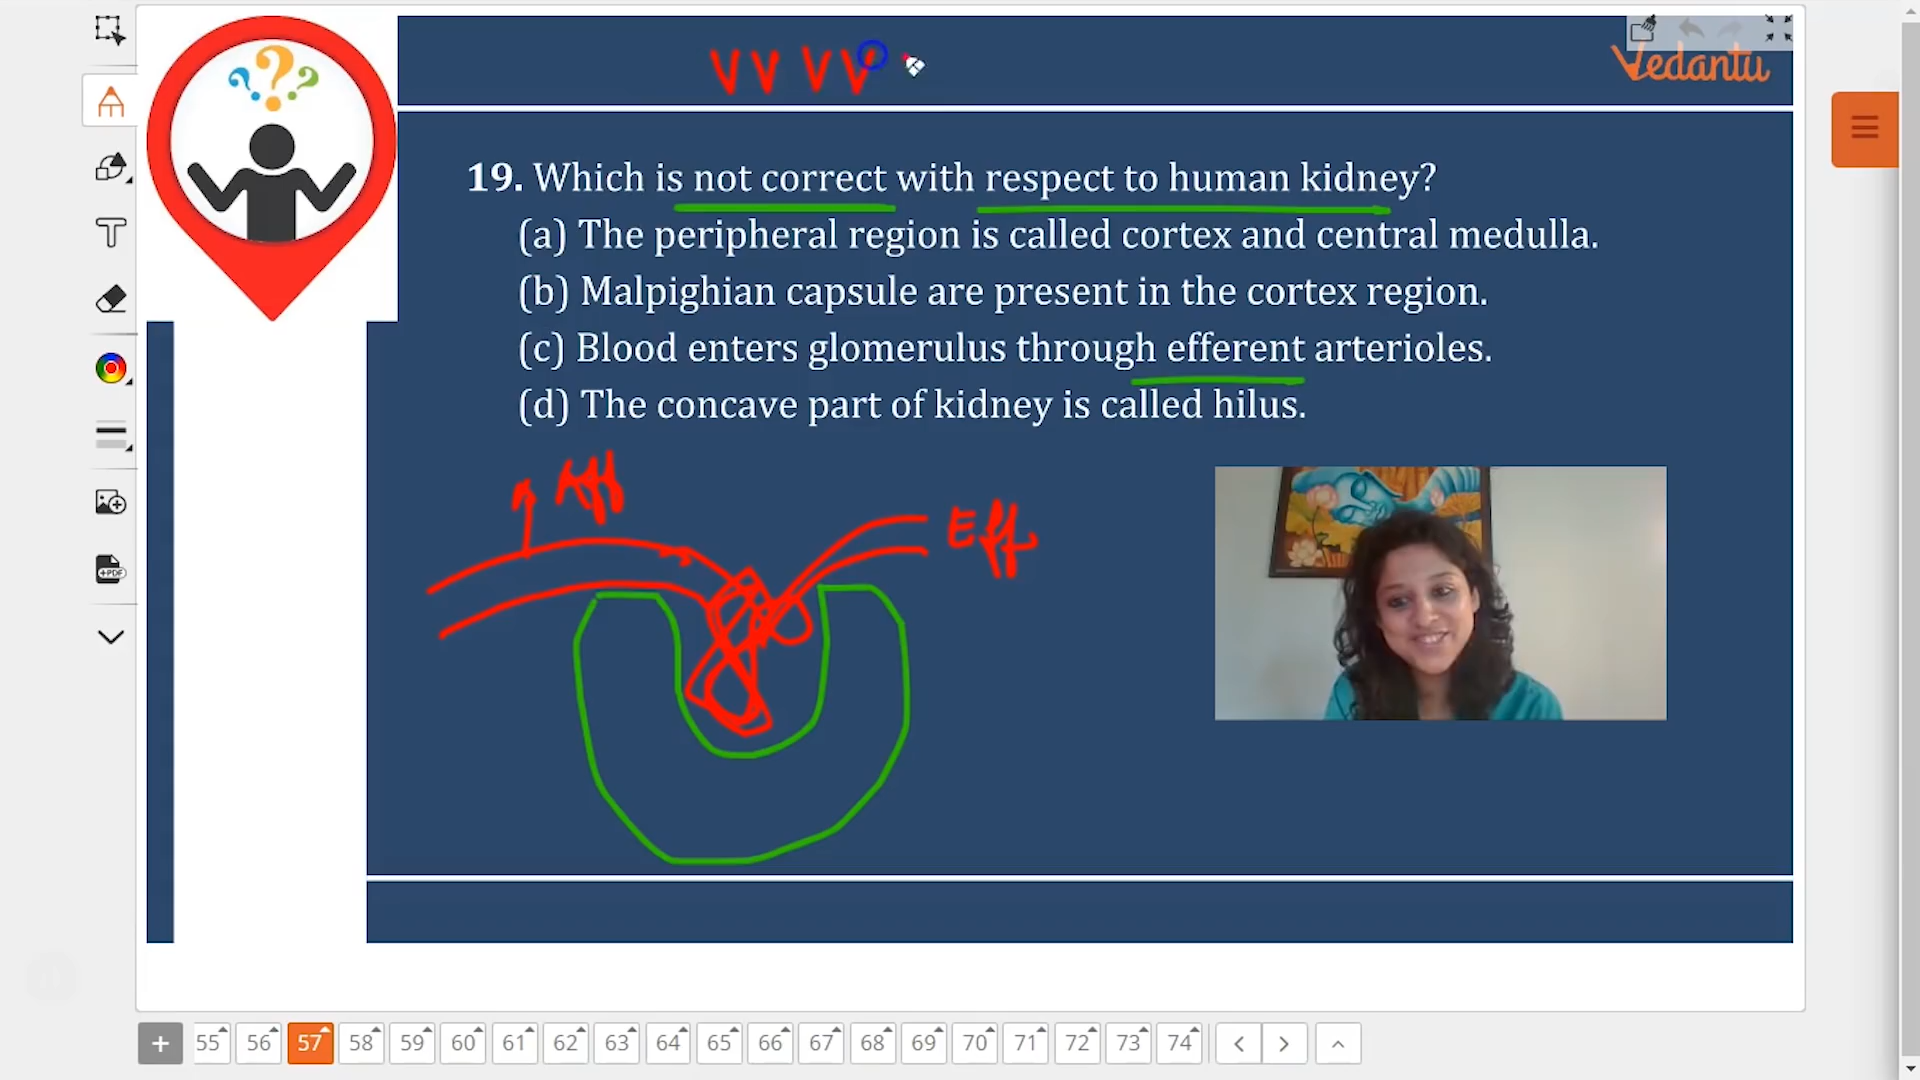 VV VV
Vedantu
19. Which is not correct with respect to human kidney?
(a) The peripheral region is called cortex and central medulla.
(b) Malpighian capsule are present in the cortex region.
(c) Blood enters glomerulus through efferent arterioles.
(d) The concave part of kidney is called hilus.
Aff
Eff
+PDF
+ 55 56 57 58 59 60 61 62 63 64 65 66 67 68 69 70 71 72 73 74